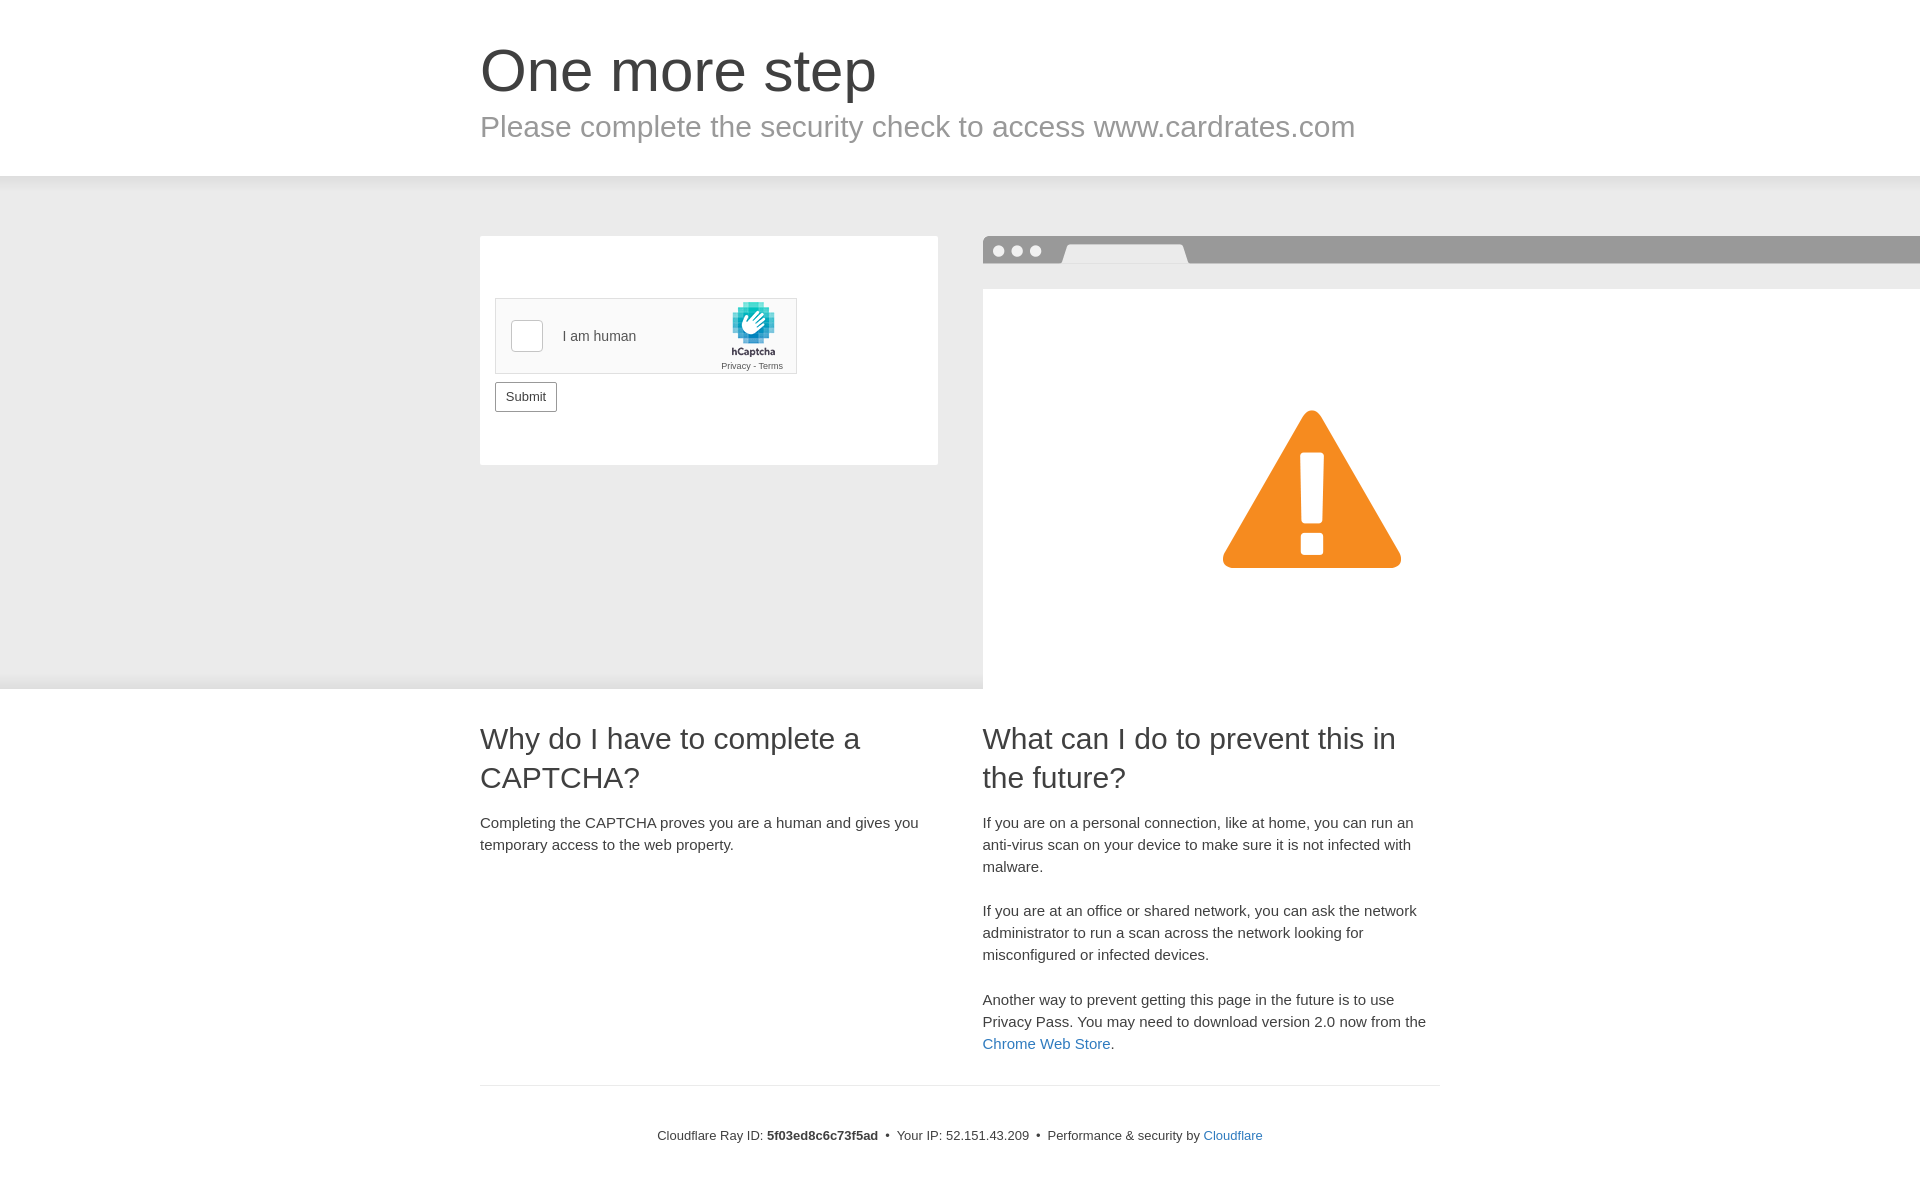 One more step
Please complete the security check to access www.cardrates.com
I am human
hCaptcha
Privacy - Terms
Submit
Why do I have to complete a
CAPTCHA?
Completing the CAPTCHA proves you are a human and gives you
temporary access to the web property.
What can I do to prevent this in
the future?
If you are on a personal connection, like at home, you can run an
anti-virus scan on your device to make sure it is not infected with
malware.
If you are at an office or shared network, you can ask the network
administrator to run a scan across the network looking for
misconfigured or infected devices.
Another way to prevent getting this page in the future is to use
Privacy Pass. You may need to download version 2.0 now from the
Chrome Web Store.
Cloudflare Ray ID: 5f03ed8c6c73f5ad • Your IP: 52.151.43.209 • Performance & security by Cloudflare